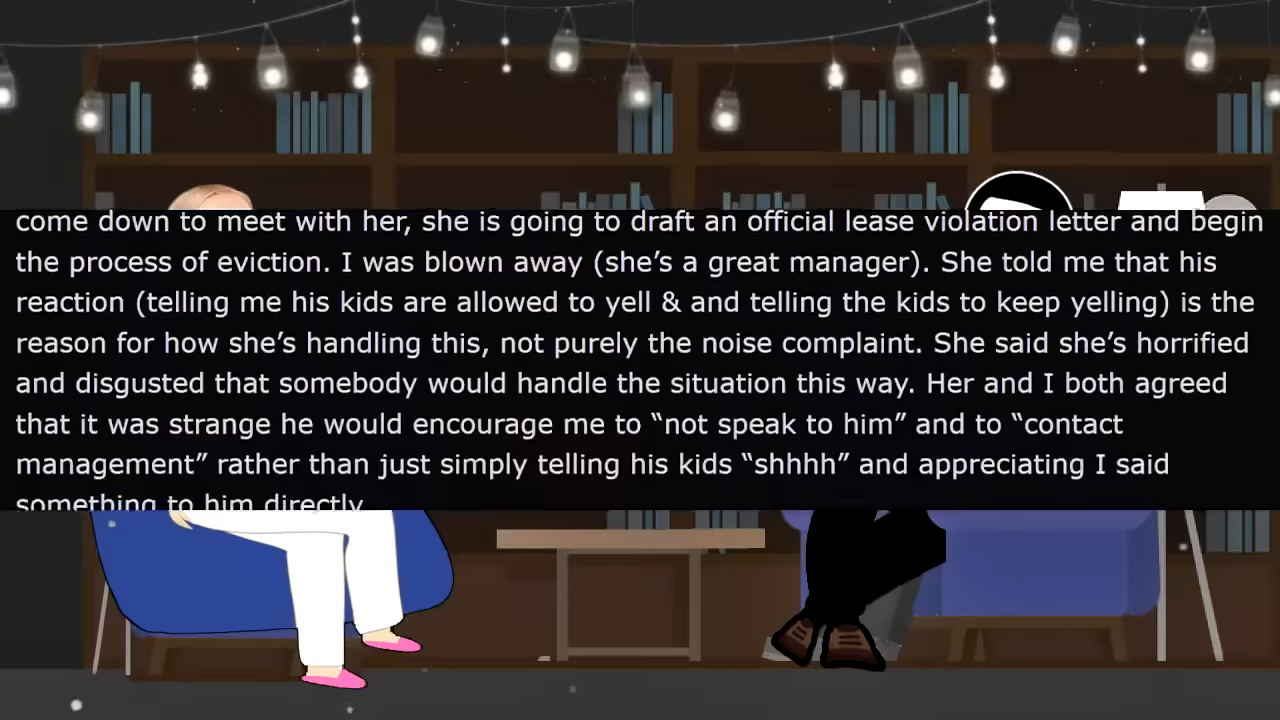 come down to meet with her, she is going to draft an official lease violation letter and begin
the process of eviction. I was blown away (she’s a great manager). She told me that his
reaction (telling me his kids are allowed to yell & and telling the kids to keep yelling) is the
reason for how she’s handling this, not purely the noise complaint. She said she’s horrified
and disgusted that somebody would handle the situation this way. Her and I both agreed
that it was strange he would encourage me to “not speak to him” and to “contact
management” rather than just simply telling his kids “shhhh” and appreciating I said
something to him directly